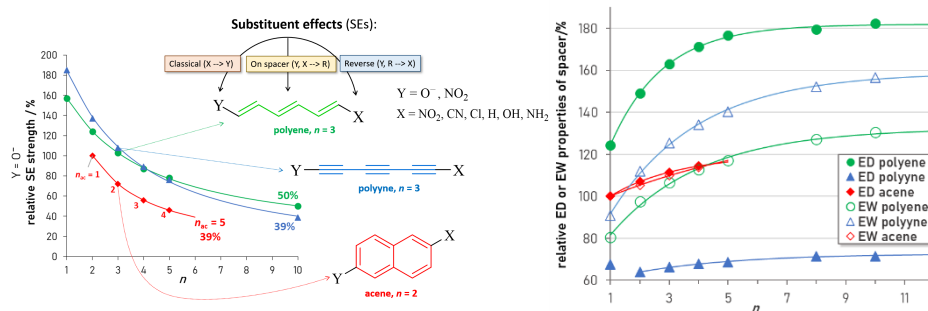 Substituent effects (SEs):
Classical (X --> Y)
On spacer (Y, X --> R)
Reverse (Y, R --> X)
Y
X
polyene, n = 3
Y = O⁻, NO₂
X = NO₂, CN, Cl, H, OH, NH₂
Y
X
polyyne, n = 3
X
Y
acene, n = 2
Y = O⁻
relative SE strength / %
200
180
160
140
120
100
80
60
40
20
0
1
2
3
4
5
6
7
8
9
10
n
n_ac = 1
2
3
4
n_ac = 5
39%
50%
39%
relative ED or EW properties of spacer/%
180
160
140
120
100
80
60
1
3
5
7
9
11
n
ED polyene
ED polyyne
ED acene
EW polyene
EW polyyne
EW acene